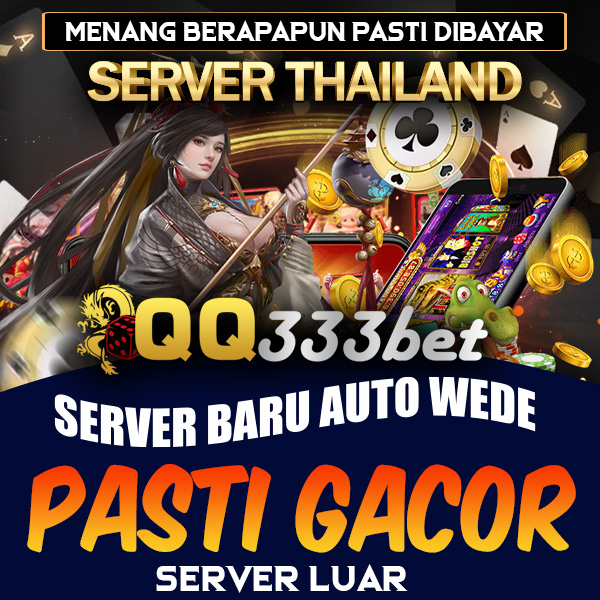 MENANG BERAPAPUN PASTI DIBAYAR
SERVER THAILAND
QQ333bet
SERVER BARU AUTO WEDE
PASTI GACOR
SERVER LUAR